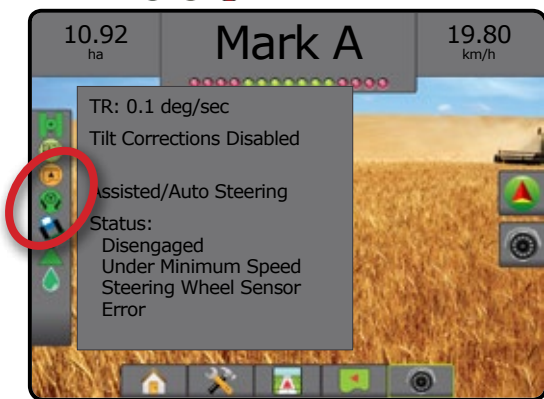 10.92
ha
Mark A
19.80
km/h
TR: 0.1 deg/sec
Tilt Corrections Disabled
Assisted/Auto Steering
Status:
Disengaged
Under Minimum Speed
Steering Wheel Sensor
Error